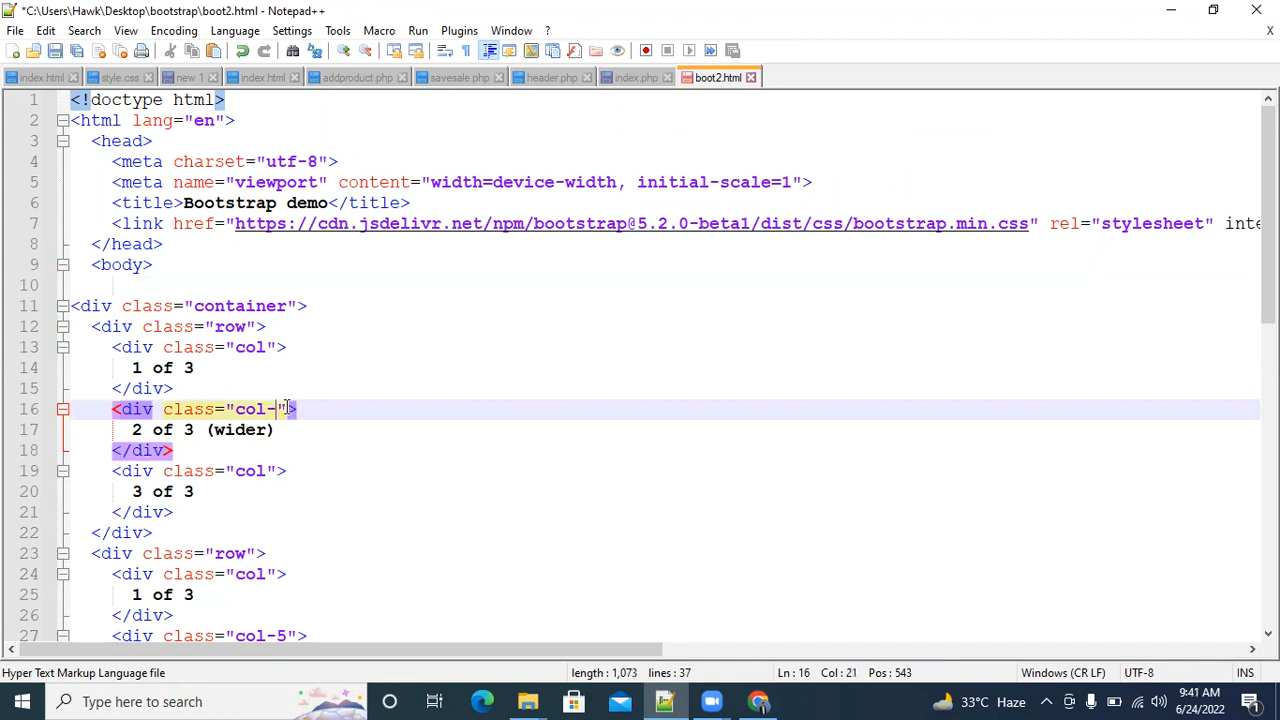 *C:\Users\Hawk\Desktop\bootstrap\boot2.html - Notepad++
File Edit Search View Encoding Language Settings Tools Macro Run Plugins Window ? X
index.html style.css new 1 index.html addproduct.php savesale.php header.php index.php boot2.html
1 <!doctype html>
2 <html lang="en">
3 <head>
4 <meta charset="utf-8">
5 <meta name="viewport" content="width=device-width, initial-scale=1">
6 <title>Bootstrap demo</title>
7 <link href="https://cdn.jsdelivr.net/npm/bootstrap@5.2.0-beta1/dist/css/bootstrap.min.css" rel="stylesheet" inte
8 </head>
9 <body>
10
11 <div class="container">
12 <div class="row">
13 <div class="col">
14 1 of 3
15 </div>
16 <div class="col-">
17 2 of 3 (wider)
18 </div>
19 <div class="col">
20 3 of 3
21 </div>
22 </div>
23 <div class="row">
24 <div class="col">
25 1 of 3
26 </div>
27 <div class="col-5">
Hyper Text Markup Language file length : 1,073 lines : 37 Ln : 16 Col : 21 Pos : 543 Windows (CR LF) UTF-8 INS
Type here to search 33°C Haze 9:41 AM
6/24/2022 1